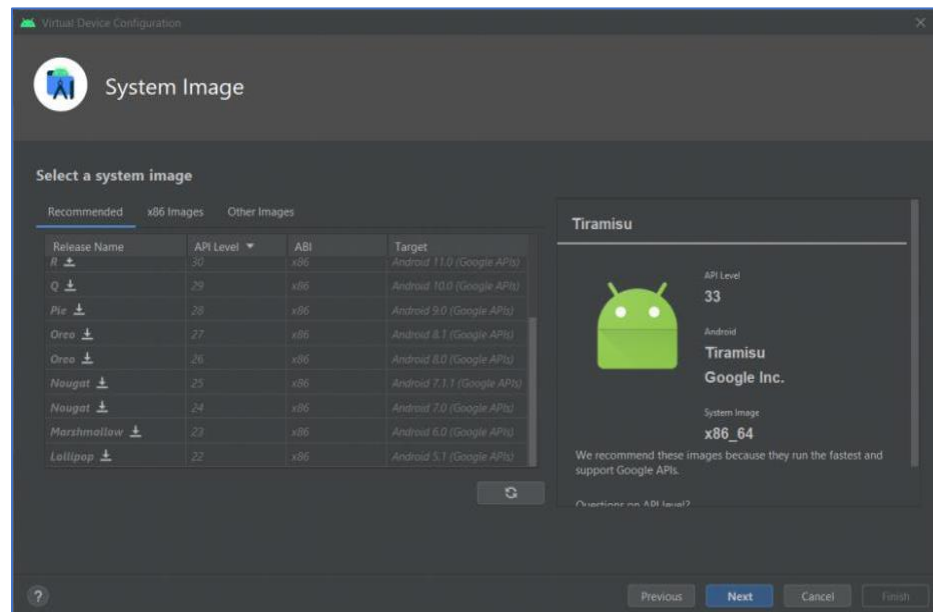 Virtual Device Configuration
System Image
Select a system image
Recommended x86 Images Other Images
Release Name API Level ABI Target
R 30 x86 Android 11.0 (Google APIs)
Q 29 x86 Android 10.0 (Google APIs)
Pie 28 x86 Android 9.0 (Google APIs)
Oreo 27 x86 Android 8.1 (Google APIs)
Oreo 26 x86 Android 8.0 (Google APIs)
Nougat 25 x86 Android 7.1.1 (Google APIs)
Nougat 24 x86 Android 7.0 (Google APIs)
Marshmallow 23 x86 Android 6.0 (Google APIs)
Lollipop 22 x86 Android 5.1 (Google APIs)
Tiramisu
API Level
33
Android
Tiramisu
Google Inc.
System Image
x86_64
We recommend these images because they run the fastest and
support Google APIs.
Questions on API level?
? Previous Next Cancel Finish